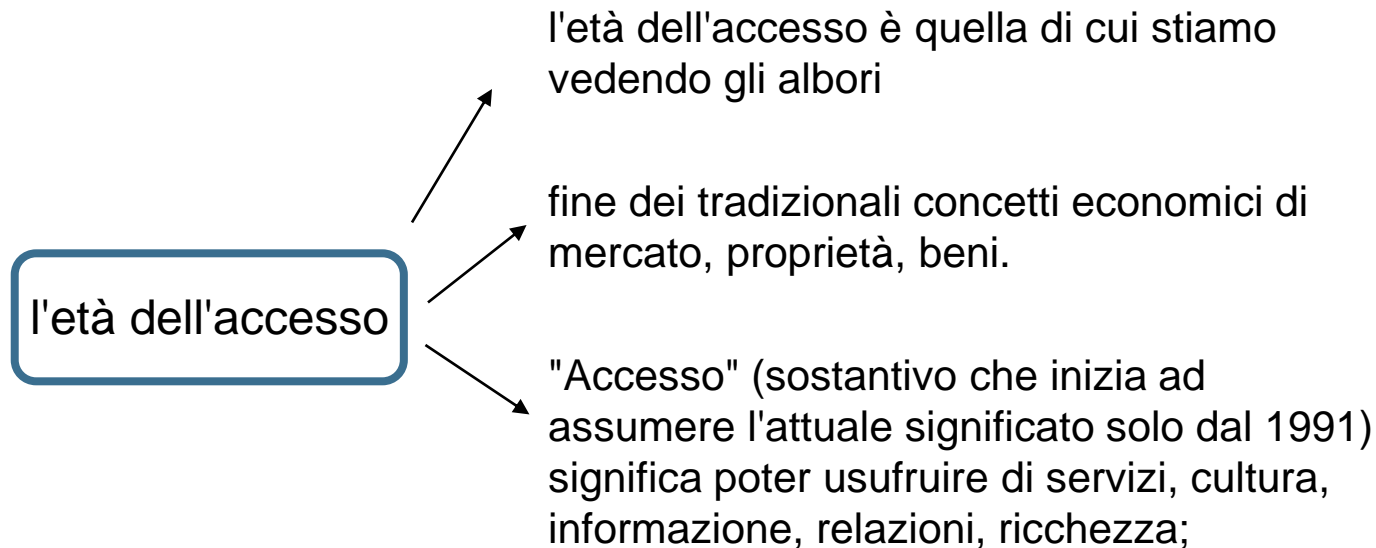 l'età dell'accesso è quella di cui stiamo
vedendo gli albori
fine dei tradizionali concetti economici di
mercato, proprietà, beni.
l'età dell'accesso
"Accesso" (sostantivo che inizia ad
assumere l'attuale significato solo dal 1991)
significa poter usufruire di servizi, cultura,
informazione, relazioni, ricchezza;